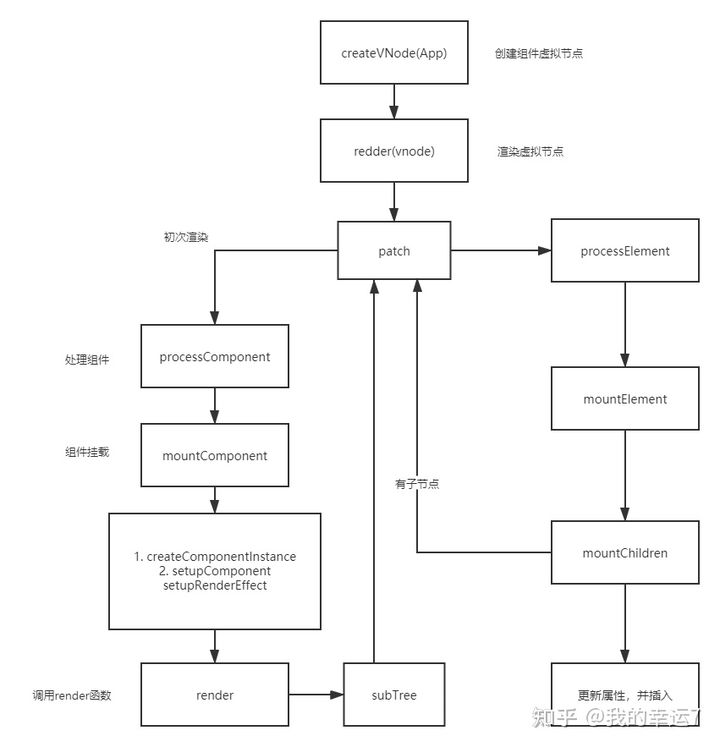 createVNode(App)
创建组件虚拟节点
redder(vnode)
渲染虚拟节点
初次渲染
patch
processElement
处理组件
processComponent
mountElement
组件挂载
mountComponent
有子节点
1. createComponentInstance
2. setupComponent
setupRenderEffect
mountChildren
调用render函数
render
subTree
更新属性，并插入
知乎 @我的幸运7